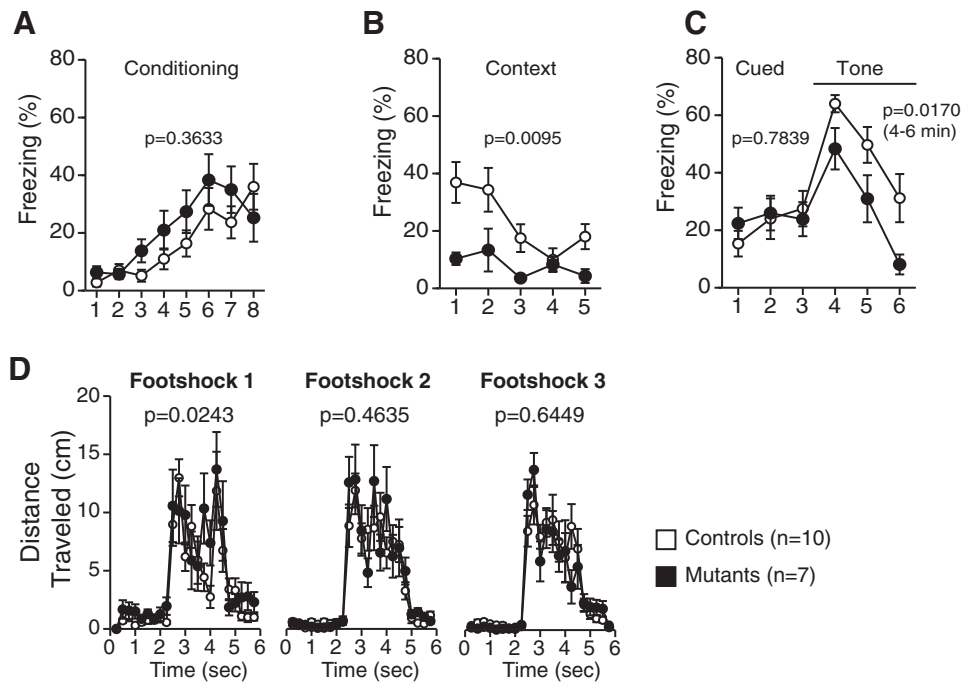 A
Conditioning
p=0.3633
Freezing (%)
80
60
40
20
0
1 2 3 4 5 6 7 8
B
Context
p=0.0095
Freezing (%)
80
60
40
20
0
1 2 3 4 5
C
Cued Tone
p=0.7839
p=0.0170
(4-6 min)
Freezing (%)
80
60
40
20
0
1 2 3 4 5 6
D
Footshock 1
p=0.0243
Distance
Traveled (cm)
20
15
10
5
0
0 1 2 3 4 5 6
Time (sec)
Footshock 2
p=0.4635
0 1 2 3 4 5 6
Time (sec)
Footshock 3
p=0.6449
0 1 2 3 4 5 6
Time (sec)
Controls (n=10)
Mutants (n=7)